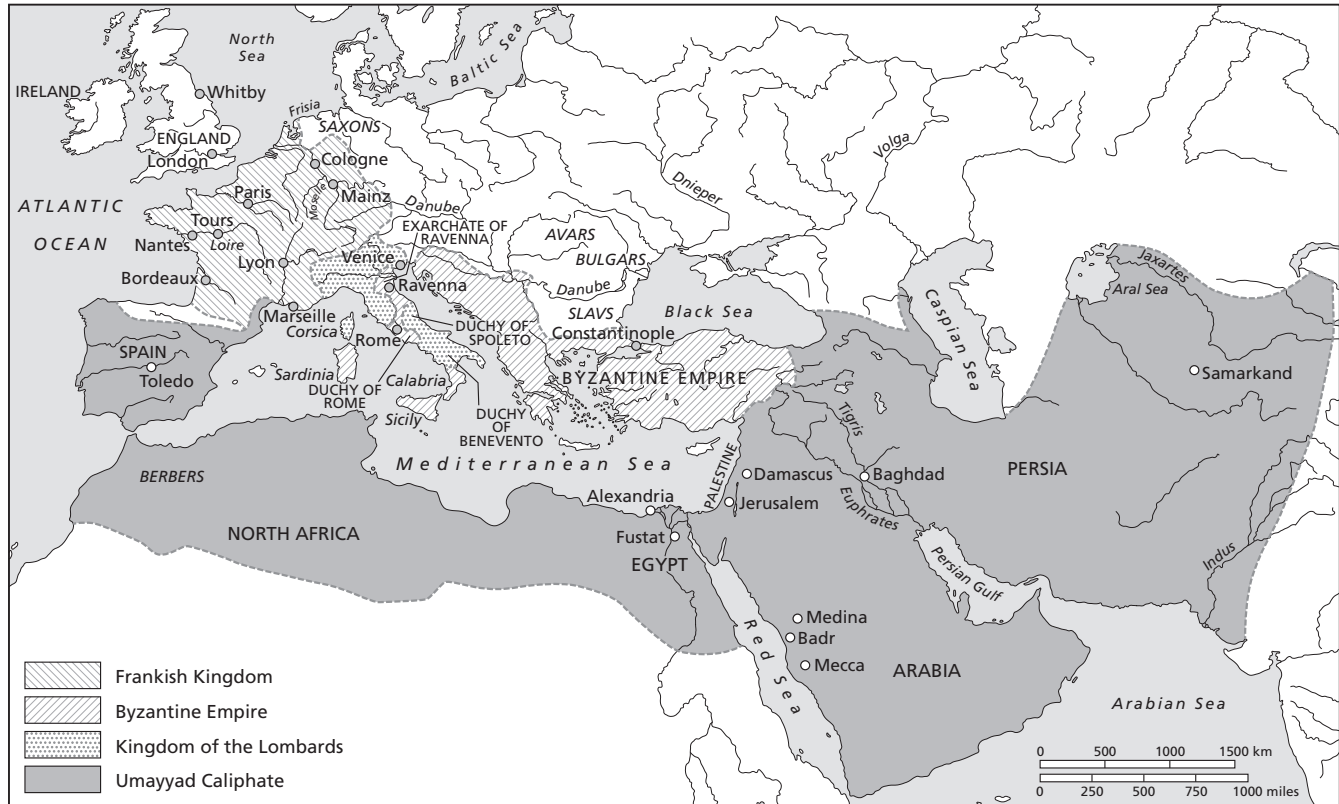 North
Sea
Baltic Sea
IRELAND
Whitby
Frisia
SAXONS
ENGLAND
London
Cologne
Volga
Paris
Moselle
Mainz
Dnieper
ATLANTIC
OCEAN
Danube
Tours
EXARCHATE OF
RAVENNA
AVARS
Nantes
Loire
Lyon
Venice
BULGARS
Jaxartes
Bordeaux
Ravenna
Danube
Aral Sea
Marseille
Corsica
SLAVS
Black Sea
Caspian Sea
Rome
DUCHY OF
SPOLETO
Constantinople
SPAIN
Toledo
Sardinia
DUCHY OF
ROME
Calabria
BYZANTINE EMPIRE
Samarkand
Sicily
DUCHY
OF
BENEVENTO
Tigris
Mediterranean Sea
PERSIA
BERBERS
PALESTINE
Damascus
Baghdad
Alexandria
Jerusalem
Euphrates
NORTH AFRICA
Fustat
EGYPT
Persian Gulf
Indus
Red Sea
Medina
Badr
Mecca
ARABIA
Arabian Sea
Frankish Kingdom
Byzantine Empire
Kingdom of the Lombards
Umayyad Caliphate
0 500 1000 1500 km
0 250 500 750 1000 miles